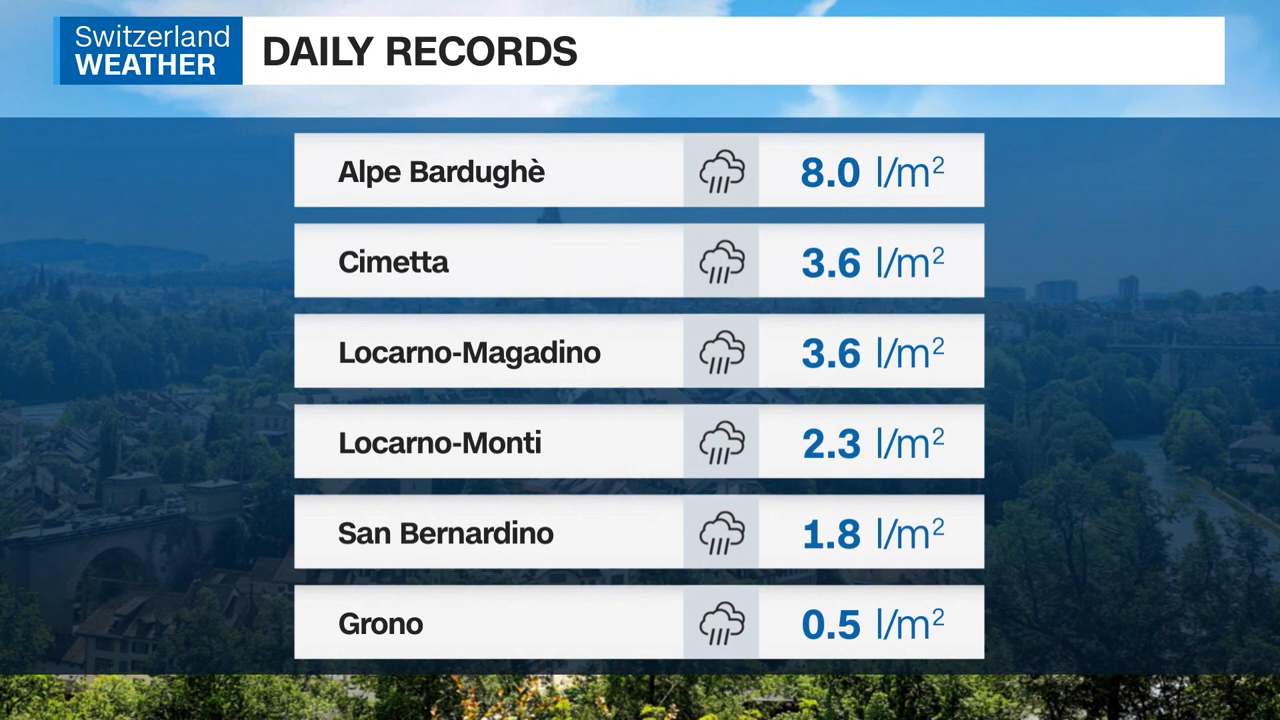 Switzerland
WEATHER
DAILY RECORDS
Alpe Bardughè 8.0 l/m²
Cimetta 3.6 l/m²
Locarno-Magadino 3.6 l/m²
Locarno-Monti 2.3 l/m²
San Bernardino 1.8 l/m²
Grono 0.5 l/m²